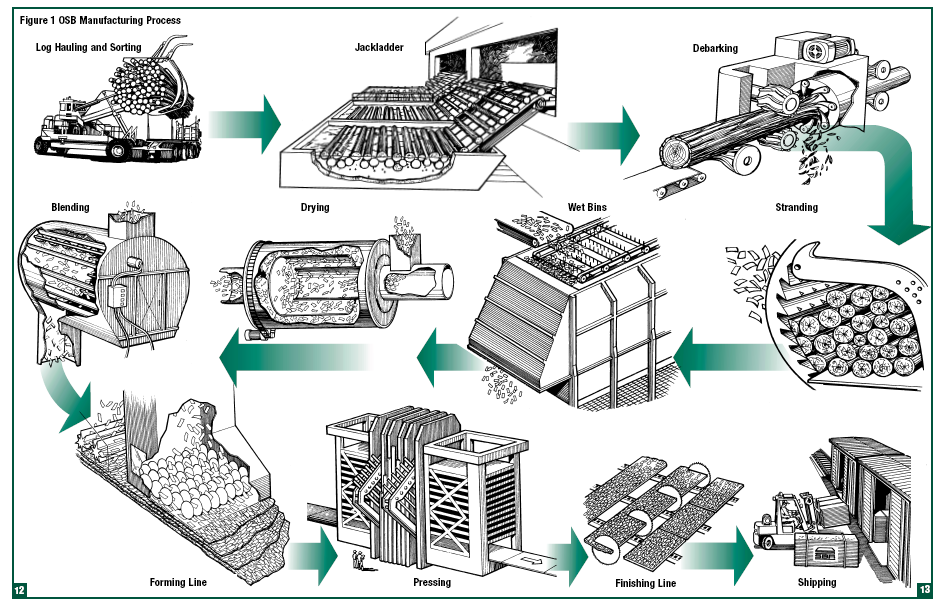 Figure 1 OSB Manufacturing Process
Log Hauling and Sorting
Jackladder
Debarking
Blending
Drying
Wet Bins
Stranding
Forming Line
Pressing
Finishing Line
Shipping
12
13